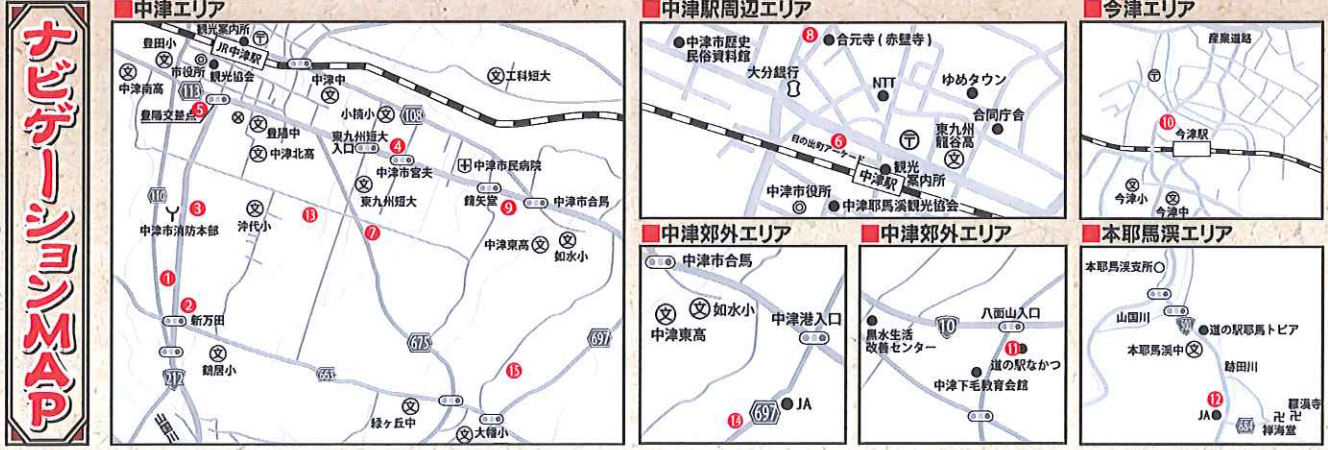 ナビゲーションMAP
■中津エリア
観光案内所
豊田小
JR中津駅
市役所
観光協会
中津南高
113
豊陽交差点
5
豊陽中
中津北高
中津中
工科短大
小楠小
108
東九州短大
入口
4
中津市宮夫
中津市民病院
東九州短大
鶴矢堂
9
中津市合馬
中津東高
如水小
110
3
中津市消防本部
沖代小
13
7
1
2
新万田
鶴居小
212
山国川
675
697
15
663
緑ヶ丘中
大幡小
■中津駅周辺エリア
中津市歴史
民俗資料館
8
合元寺(赤壁寺)
大分銀行
NTT
ゆめタウン
合同庁舎
東九州
龍谷高
6
日の出町アーケード
観光
案内所
中津駅
中津市役所
中津耶馬溪観光協会
■今津エリア
産業道路
10
今津駅
今津小
今津中
■中津郊外エリア
中津市合馬
如水小
中津東高
中津港入口
697
JA
14
■中津郊外エリア
八面山入口
10
黒水生活
改善センター
11
道の駅なかつ
中津下毛教育会館
■本耶馬渓エリア
本耶馬渓支所
山国川
道の駅耶馬トピア
本耶馬渓中
跡田川
12
JA
羅漢寺
禅海堂